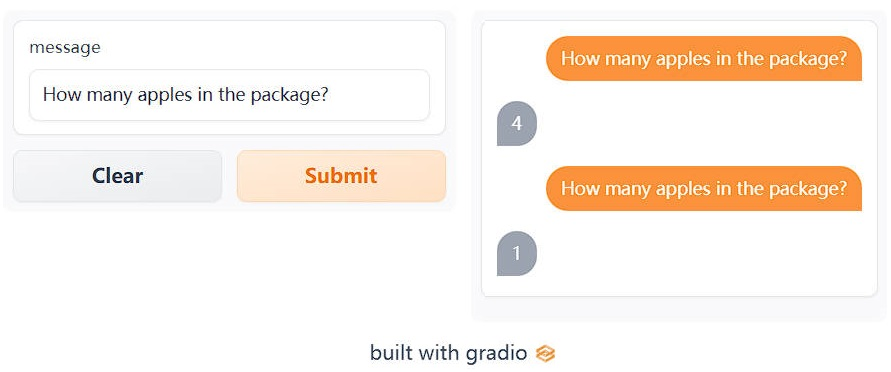 message
How many apples in the package?
Clear
Submit
How many apples in the package?
4
How many apples in the package?
1
built with gradio